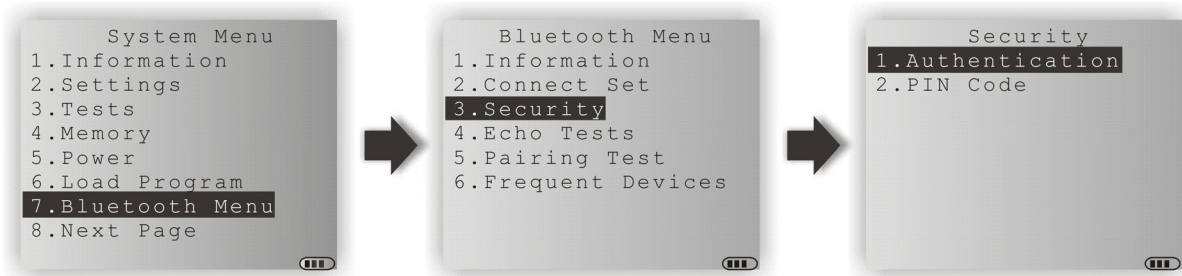 System Menu
1.Information
2.Settings
3.Tests
4.Memory
5.Power
6.Load Program
7.Bluetooth Menu
8.Next Page
Bluetooth Menu
1.Information
2.Connect Set
3.Security
4.Echo Tests
5.Pairing Test
6.Frequent Devices
Security
1.Authentication
2.PIN Code